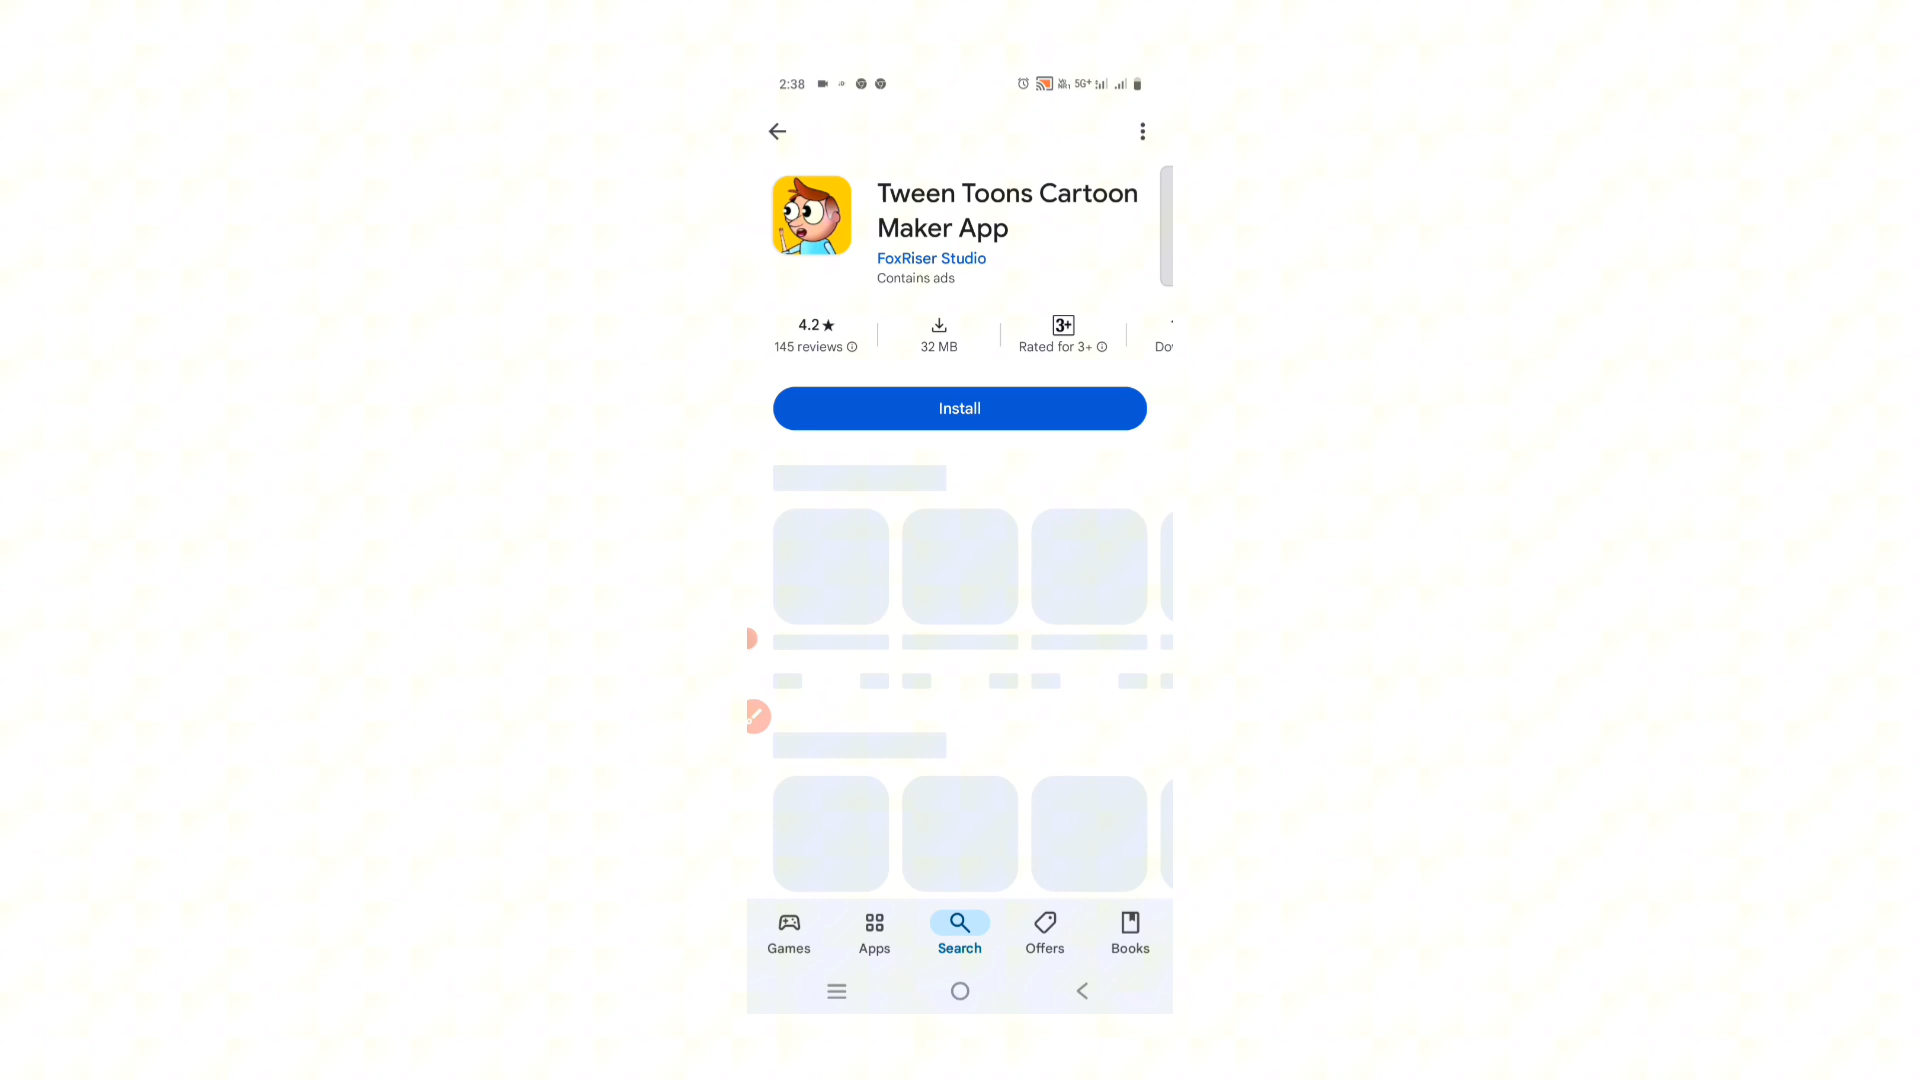 2:38
5G+
Tween Toons Cartoon
Maker App
FoxRiser Studio
Contains ads
4.2★
145 reviews
32 MB
3+
Rated for 3+
Install
Games
Apps
Search
Offers
Books